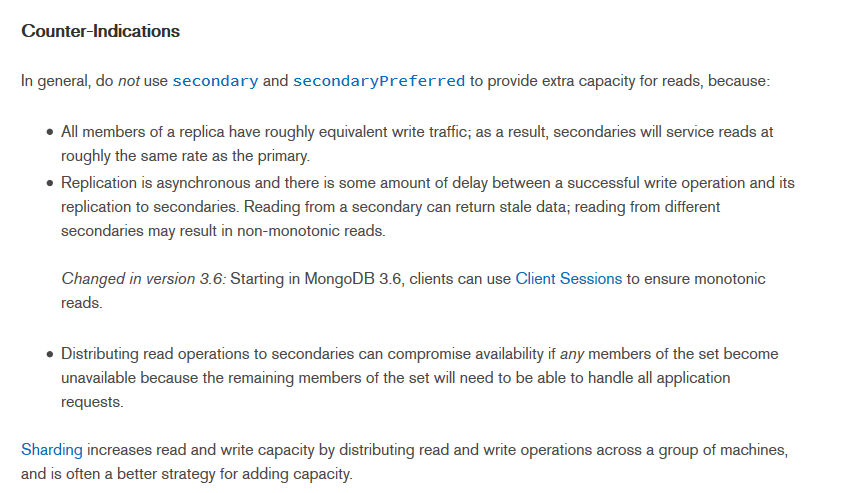 Counter-Indications
In general, do not use secondary and secondaryPreferred to provide extra capacity for reads, because:
• All members of a replica have roughly equivalent write traffic; as a result, secondaries will service reads at
roughly the same rate as the primary.
• Replication is asynchronous and there is some amount of delay between a successful write operation and its
replication to secondaries. Reading from a secondary can return stale data; reading from different
secondaries may result in non-monotonic reads.
Changed in version 3.6: Starting in MongoDB 3.6, clients can use Client Sessions to ensure monotonic
reads.
• Distributing read operations to secondaries can compromise availability if any members of the set become
unavailable because the remaining members of the set will need to be able to handle all application
requests.
Sharding increases read and write capacity by distributing read and write operations across a group of machines,
and is often a better strategy for adding capacity.